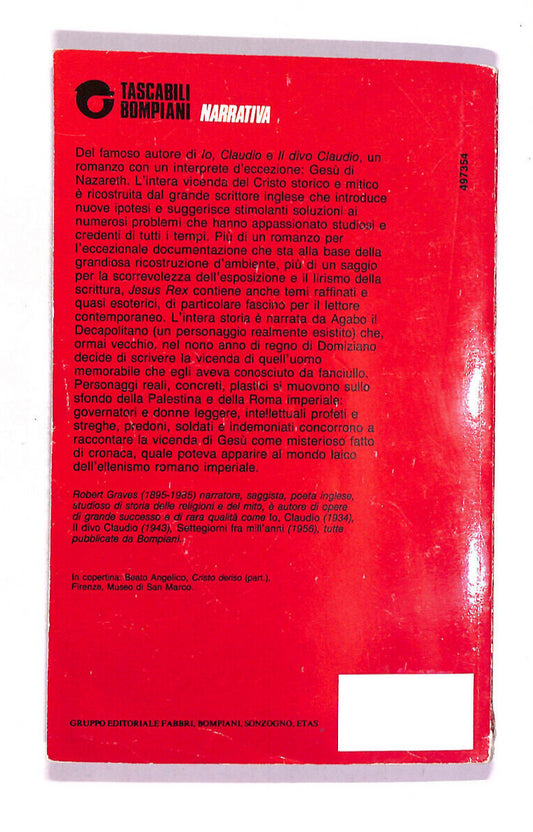 TASCABILI
BOMPIANI NARRATIVA
497354
Del famoso autore di Io, Claudio e Il divo Claudio, un
romanzo con un interprete d'eccezione: Gesù di
Nazareth. L'intera vicenda del Cristo storico e mitico
è ricostruita dal grande scrittore inglese che introduce
nuove ipotesi e suggerisce stimolanti soluzioni ai
numerosi problemi che hanno appassionato studiosi e
credenti di tutti i tempi. Più di un romanzo per
l'eccezionale documentazione che sta alla base della
grandiosa ricostruzione d'ambiente, più di un saggio
per la scorrevolezza dell'esposizione e il lirismo della
scrittura, Jesus Rex contiene anche temi raffinati e
quasi esoterici, di particolare fascino per il lettore
contemporaneo. L'intera storia è narrata da Agabo il
Decapolitano (un personaggio realmente esistito) che,
ormai vecchio, nel nono anno di regno di Domiziano
decide di scrivere la vicenda di quell'uomo
memorabile che egli aveva conosciuto da fanciullo.
Personaggi reali, concreti, plastici si muovono sullo
sfondo della Palestina e della Roma imperiale:
governatori e donne leggere, intellettuali profeti e
streghe, predoni, soldati e indemoniati concorrono a
raccontare la vicenda di Gesù come misterioso fatto
di cronaca, quale poteva apparire al mondo laico
dell'ellenismo romano imperiale.
Robert Graves (1895-1985) narratore, saggista, poeta inglese,
studioso di storia delle religioni e del mito, è autore di opere
di grande successo e di rara qualità come Io, Claudio (1934),
Il divo Claudio (1943), Settegiorni fra mill'anni (1956), tutte
pubblicate da Bompiani.
In copertina: Beato Angelico, Cristo deriso (part.),
Firenze, Museo di San Marco.
GRUPPO EDITORIALE FABBRI, BOMPIANI, SONZOGNO, ETAS